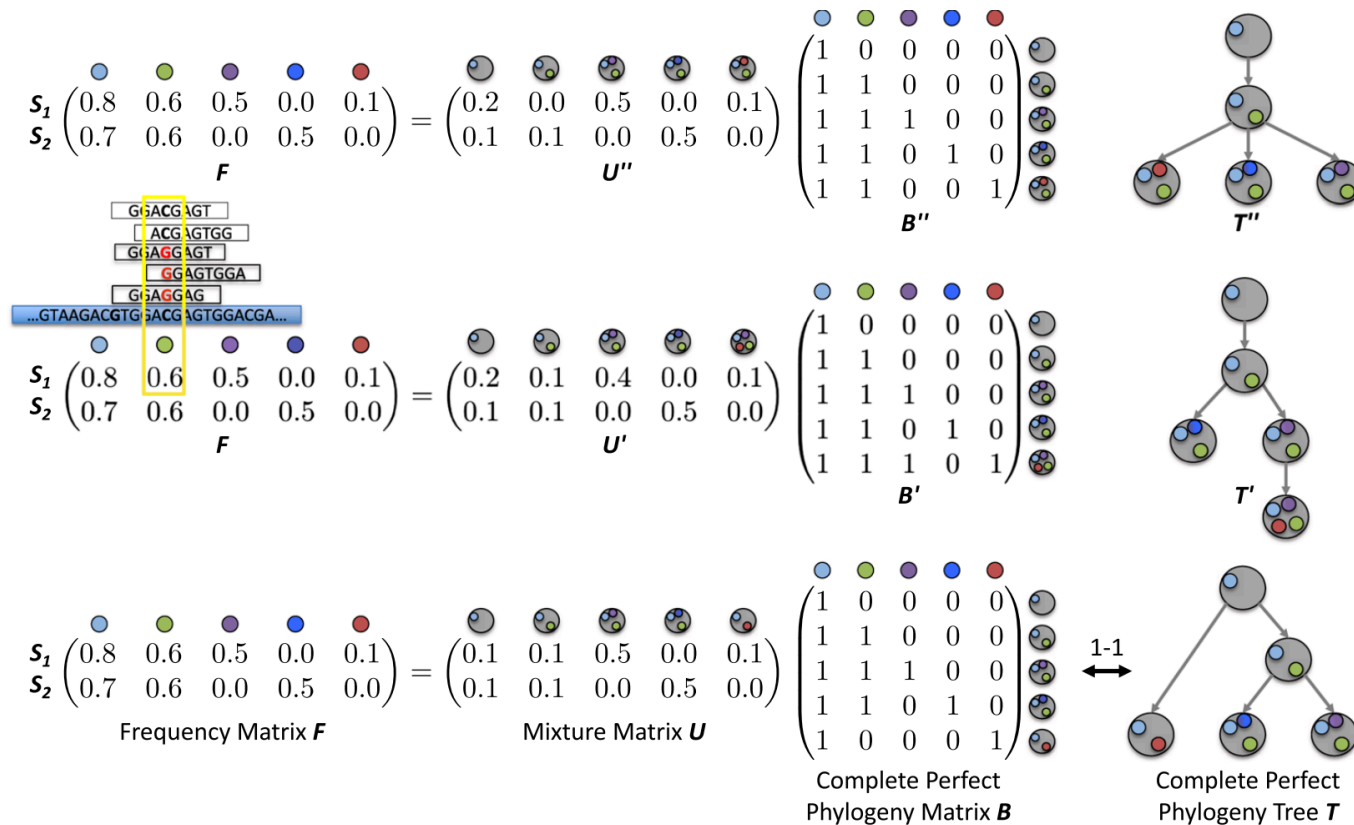 S1 (0.8 0.6 0.5 0.0 0.1) = (0.2 0.0 0.5 0.0 0.1)
S2 (0.7 0.6 0.0 0.5 0.0) (0.1 0.1 0.0 0.5 0.0)
F
U''
1 0 0 0 0
1 1 0 0 0
1 1 1 0 0
1 1 0 1 0
1 1 0 0 1
B''
T''
GGACGAGT
ACGAGTGG
GGAGGAGT
GGAGTGGA
GGAGGAG
...GTAAGACGTGGACGAGTGGACGA...
S1 (0.8 0.6 0.5 0.0 0.1) = (0.2 0.1 0.4 0.0 0.1)
S2 (0.7 0.6 0.0 0.5 0.0) (0.1 0.1 0.0 0.5 0.0)
F
U'
1 0 0 0 0
1 1 0 0 0
1 1 1 0 0
1 1 0 1 0
1 1 1 0 1
B'
T'
S1 (0.8 0.6 0.5 0.0 0.1) = (0.1 0.1 0.5 0.0 0.1)
S2 (0.7 0.6 0.0 0.5 0.0) (0.1 0.1 0.0 0.5 0.0)
Frequency Matrix F
Mixture Matrix U
1 0 0 0 0
1 1 0 0 0
1 1 1 0 0
1 1 0 1 0
1 0 0 0 1
1-1
Complete Perfect
Phylogeny Matrix B
Complete Perfect
Phylogeny Tree T